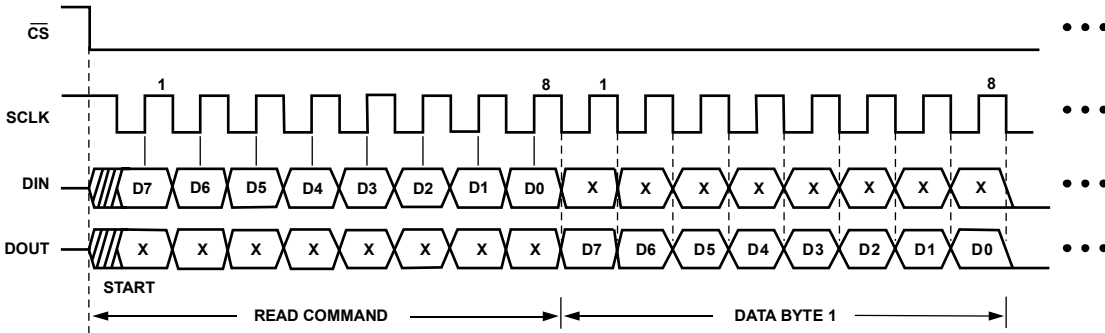 CS
1 8 1 8
SCLK
DIN D7 D6 D5 D4 D3 D2 D1 D0 X X X X X X X X
DOUT X X X X X X X X D7 D6 D5 D4 D3 D2 D1 D0
START
READ COMMAND DATA BYTE 1